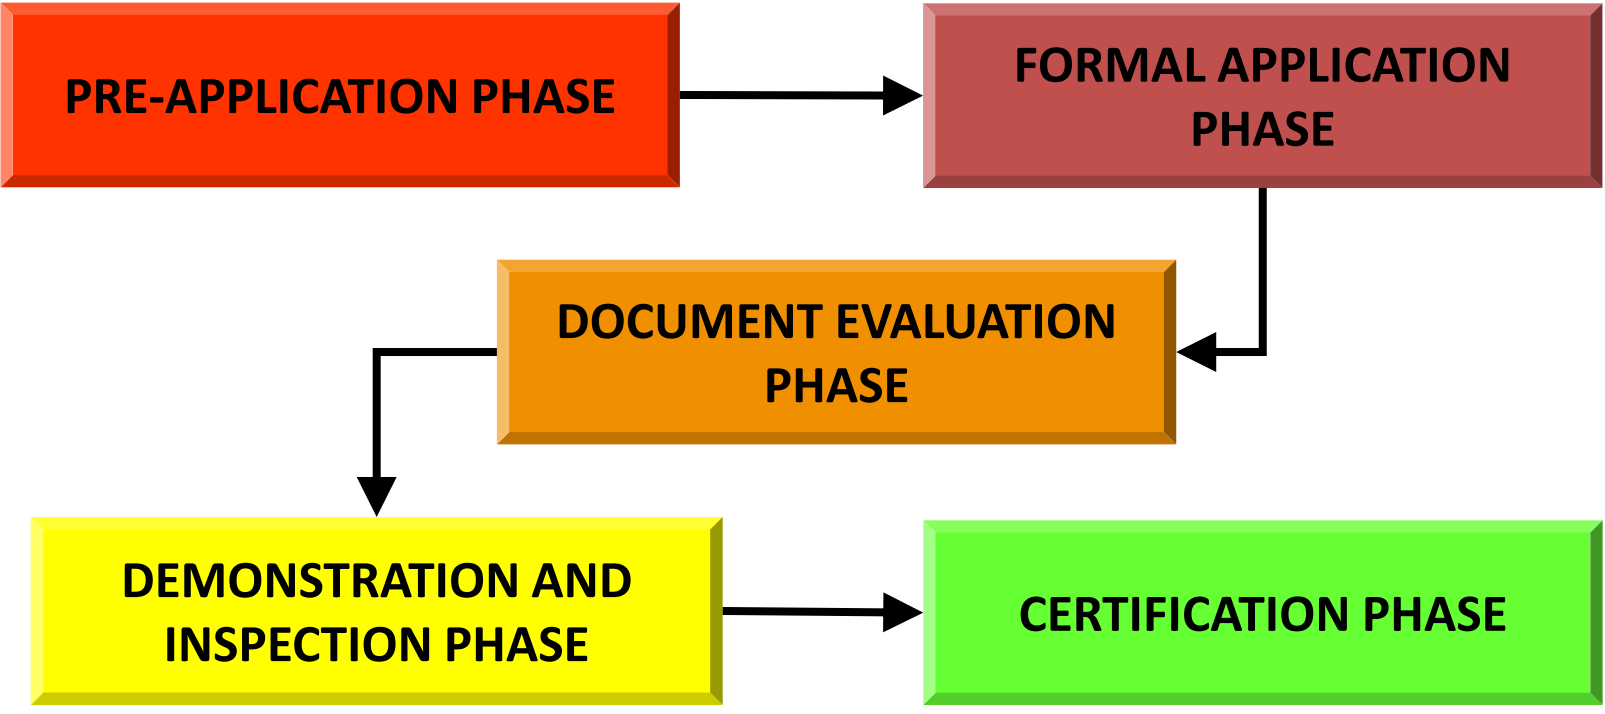 PRE-APPLICATION PHASE
FORMAL APPLICATION
PHASE
DOCUMENT EVALUATION
PHASE
DEMONSTRATION AND
INSPECTION PHASE
CERTIFICATION PHASE